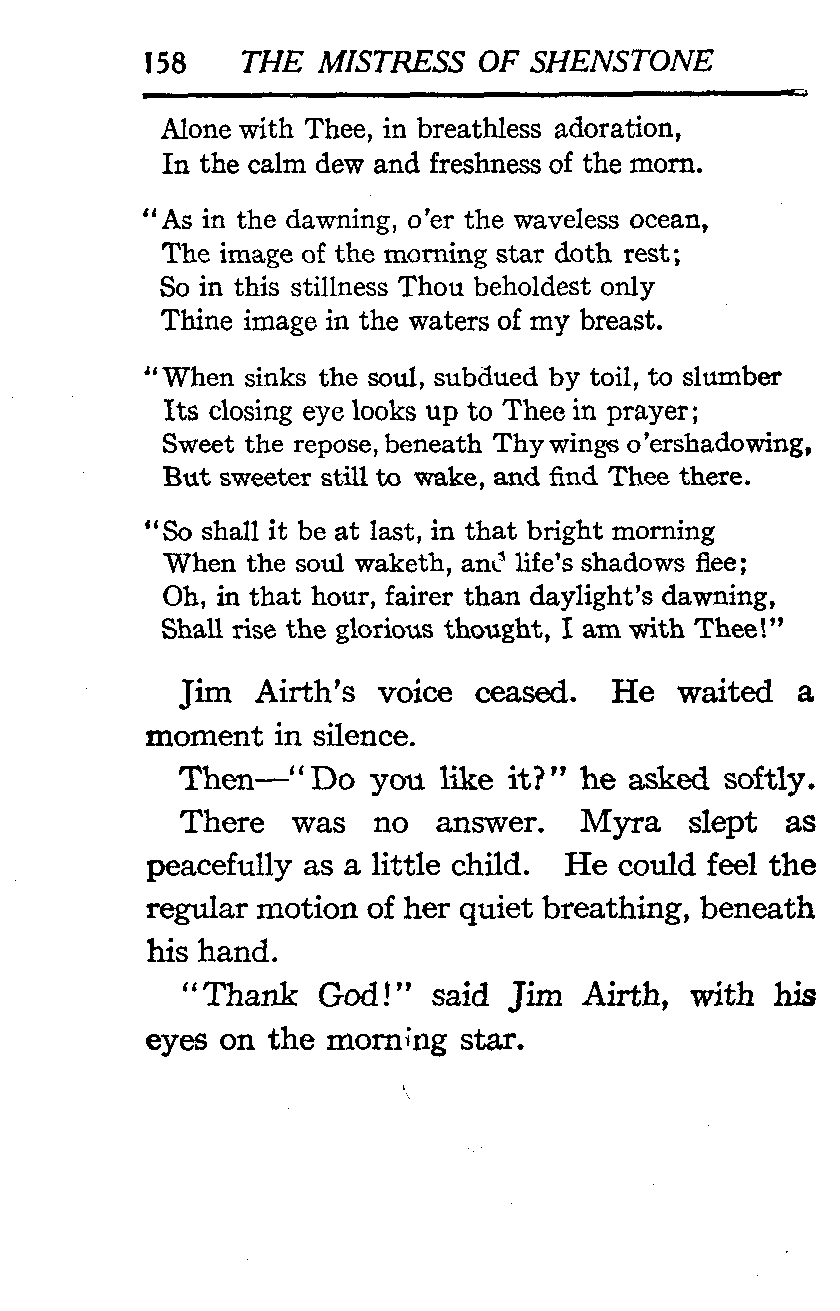 158 THE MISTRESS OF SHENSTONE
Alone with Thee, in breathless adoration,
In the calm dew and freshness of the morn.
"As in the dawning, o'er the waveless ocean,
The image of the morning star doth rest;
So in this stillness Thou beholdest only
Thine image in the waters of my breast.
"When sinks the soul, subdued by toil, to slumber
Its closing eye looks up to Thee in prayer;
Sweet the repose, beneath Thy wings o'ershadowing,
But sweeter still to wake, and find Thee there.
"So shall it be at last, in that bright morning
When the soul waketh, and life's shadows flee;
Oh, in that hour, fairer than daylight's dawning,
Shall rise the glorious thought, I am with Thee!"
Jim Airth's voice ceased. He waited a
moment in silence.
Then—"Do you like it?" he asked softly.
There was no answer. Myra slept as
peacefully as a little child. He could feel the
regular motion of her quiet breathing, beneath
his hand.
"Thank God!" said Jim Airth, with his
eyes on the morning star.